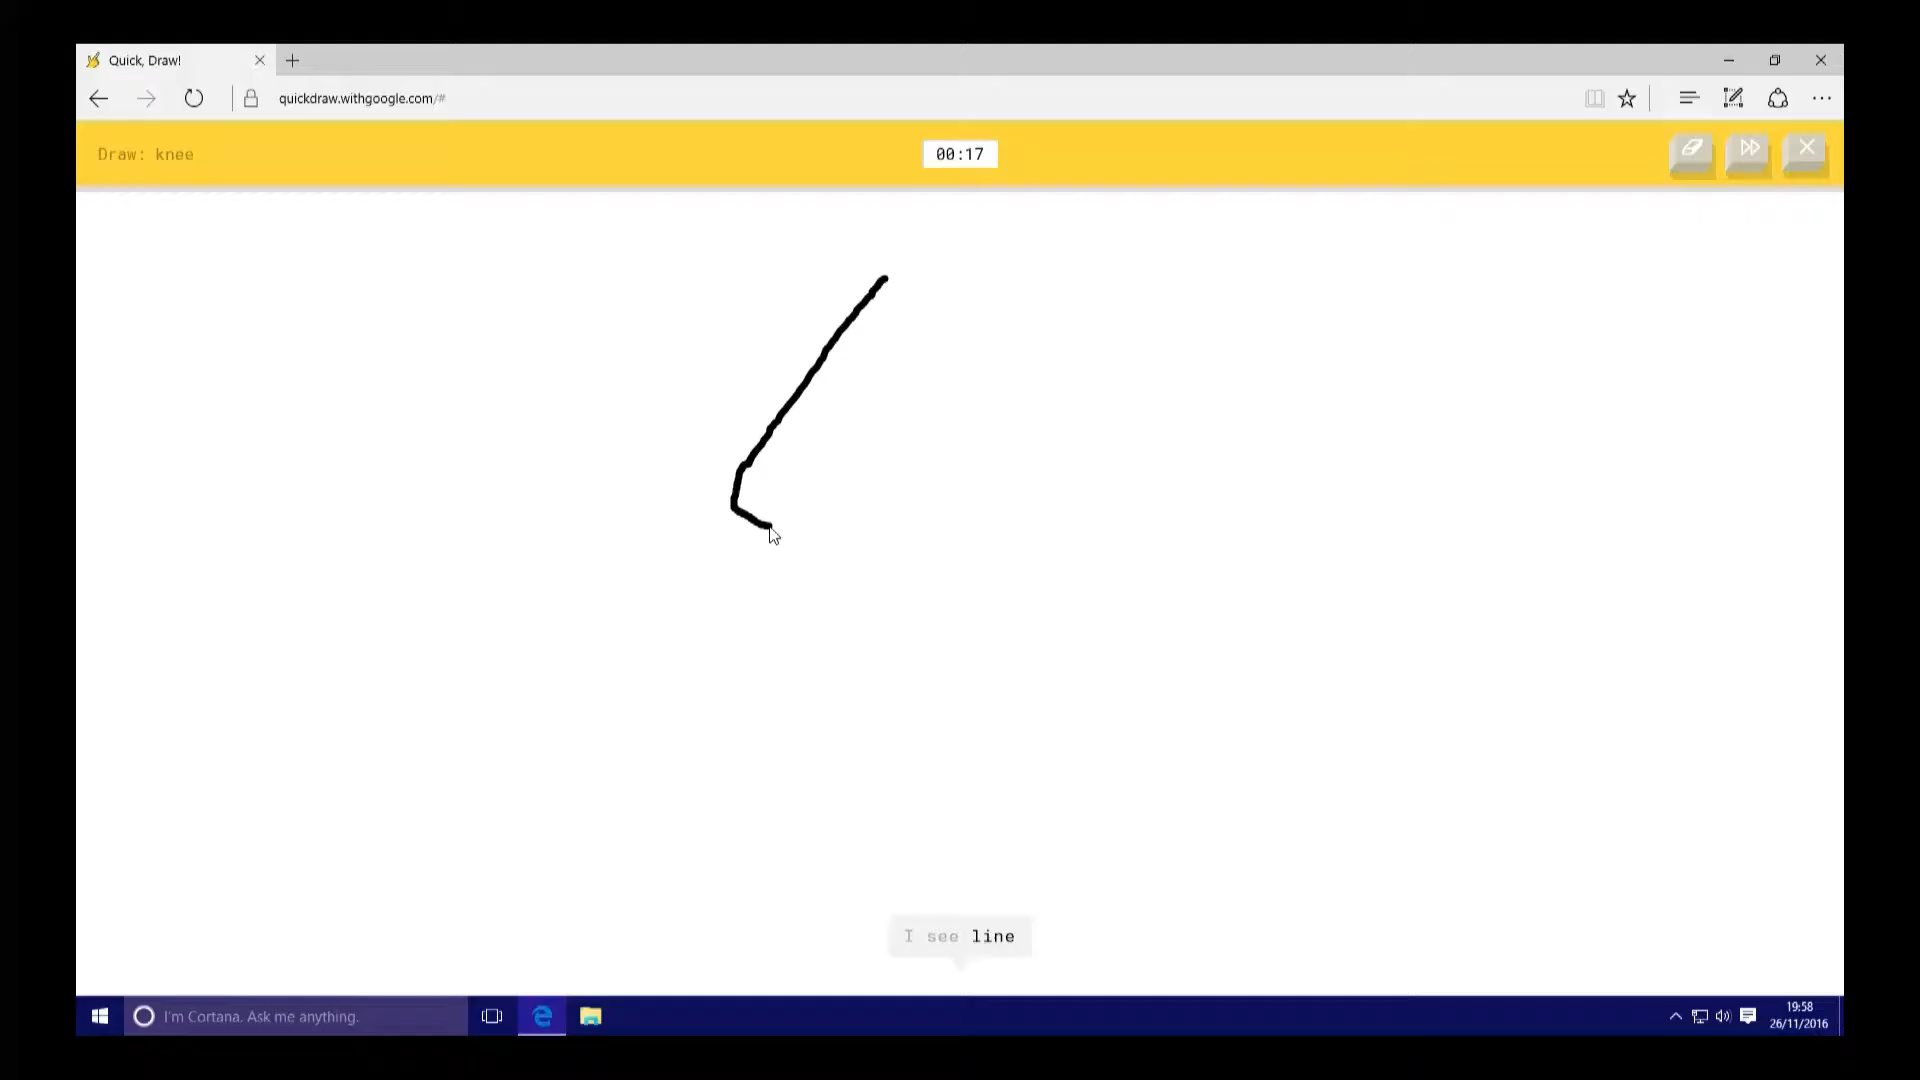 Quick, Draw!
quickdraw.withgoogle.com/#
Draw: knee
00:17
I see line
I'm Cortana. Ask me anything.
19:58
26/11/2016